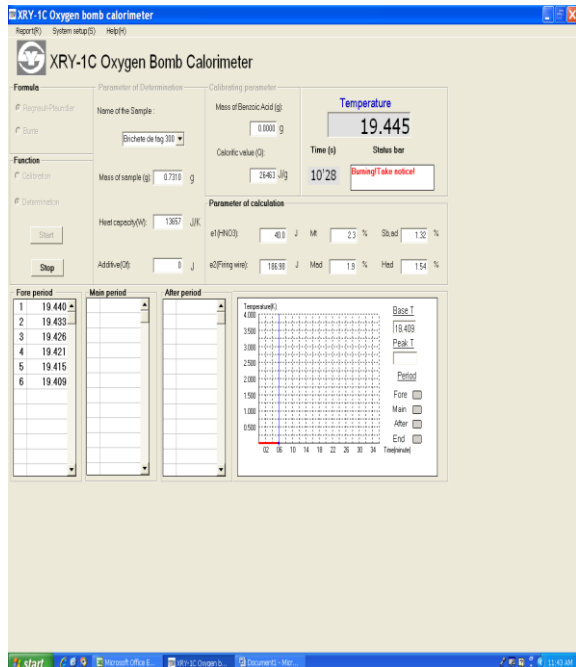 XRY-1C Oxygen bomb calorimeter
Report(R) System setup(S) Help(H)
XRY-1C Oxygen Bomb Calorimeter
Formula
Regnault-Pfaundler
Bunte
Function
Calibration
Determination
Start
Stop
Parameter of Determination
Name of the Sample :
Brichete de fag 300
Mass of sample (g): 0.7310 g
Heat capacity(W): 13657 J/K
Additive(Qf): 0 J
Calibrating parameter
Mass of Benzoic Acid (g):
0.0000 g
Calorific value (Q):
26463 J/g
Temperature
19.445
Time (s) Status bar
10'28 Burning!Take notice!
Parameter of calculation
e1(HNO3): 40.0 J Mt 2.3 % Sb,ad 1.32 %
e2(Firing wire): 186.98 J Mad 1.9 % Had 1.54 %
Fore period
1 19.440
2 19.433
3 19.426
4 19.421
5 19.415
6 19.409
Main period
After period
Temperature(K)
4.000
3.500
3.000
2.500
2.000
1.500
1.000
0.500
02 06 10 14 18 22 26 30 34 Time(minute)
Base T
19.409
Peak T
Period
Fore
Main
After
End
start Microsoft Office E... XRY-1C Oxygen b... Document1 - Micr... 11:43 AM